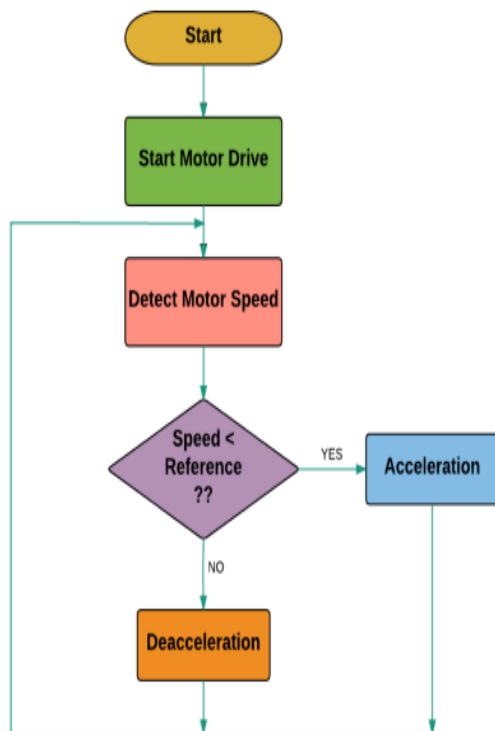 Start
Start Motor Drive
Detect Motor Speed
Speed <
Reference
??
YES
Acceleration
NO
Deacceleration